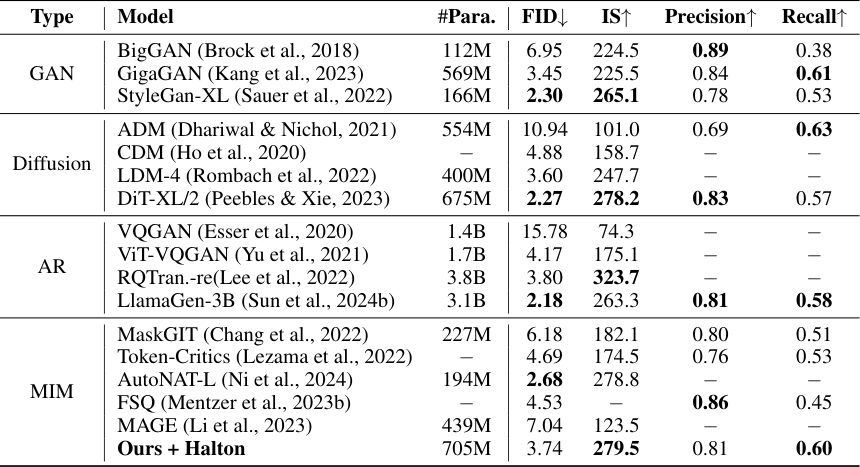 Type Model #Para. FID↓ IS↑ Precision↑ Recall↑
BigGAN (Brock et al., 2018) 112M 6.95 224.5 0.89 0.38
GAN GigaGAN (Kang et al., 2023) 569M 3.45 225.5 0.84 0.61
StyleGan-XL (Sauer et al., 2022) 166M 2.30 265.1 0.78 0.53
ADM (Dhariwal & Nichol, 2021) 554M 10.94 101.0 0.69 0.63
Diffusion CDM (Ho et al., 2020) − 4.88 158.7 − −
LDM-4 (Rombach et al., 2022) 400M 3.60 247.7 − −
DiT-XL/2 (Peebles & Xie, 2023) 675M 2.27 278.2 0.83 0.57
VQGAN (Esser et al., 2020) 1.4B 15.78 74.3 − −
AR ViT-VQGAN (Yu et al., 2021) 1.7B 4.17 175.1 − −
RQTran.-re(Lee et al., 2022) 3.8B 3.80 323.7 − −
LlamaGen-3B (Sun et al., 2024b) 3.1B 2.18 263.3 0.81 0.58
MaskGIT (Chang et al., 2022) 227M 6.18 182.1 0.80 0.51
Token-Critics (Lezama et al., 2022) − 4.69 174.5 0.76 0.53
MIM AutoNAT-L (Ni et al., 2024) 194M 2.68 278.8 − −
FSQ (Mentzer et al., 2023b) − 4.53 − 0.86 0.45
MAGE (Li et al., 2023) 439M 7.04 123.5 − −
Ours + Halton 705M 3.74 279.5 0.81 0.60